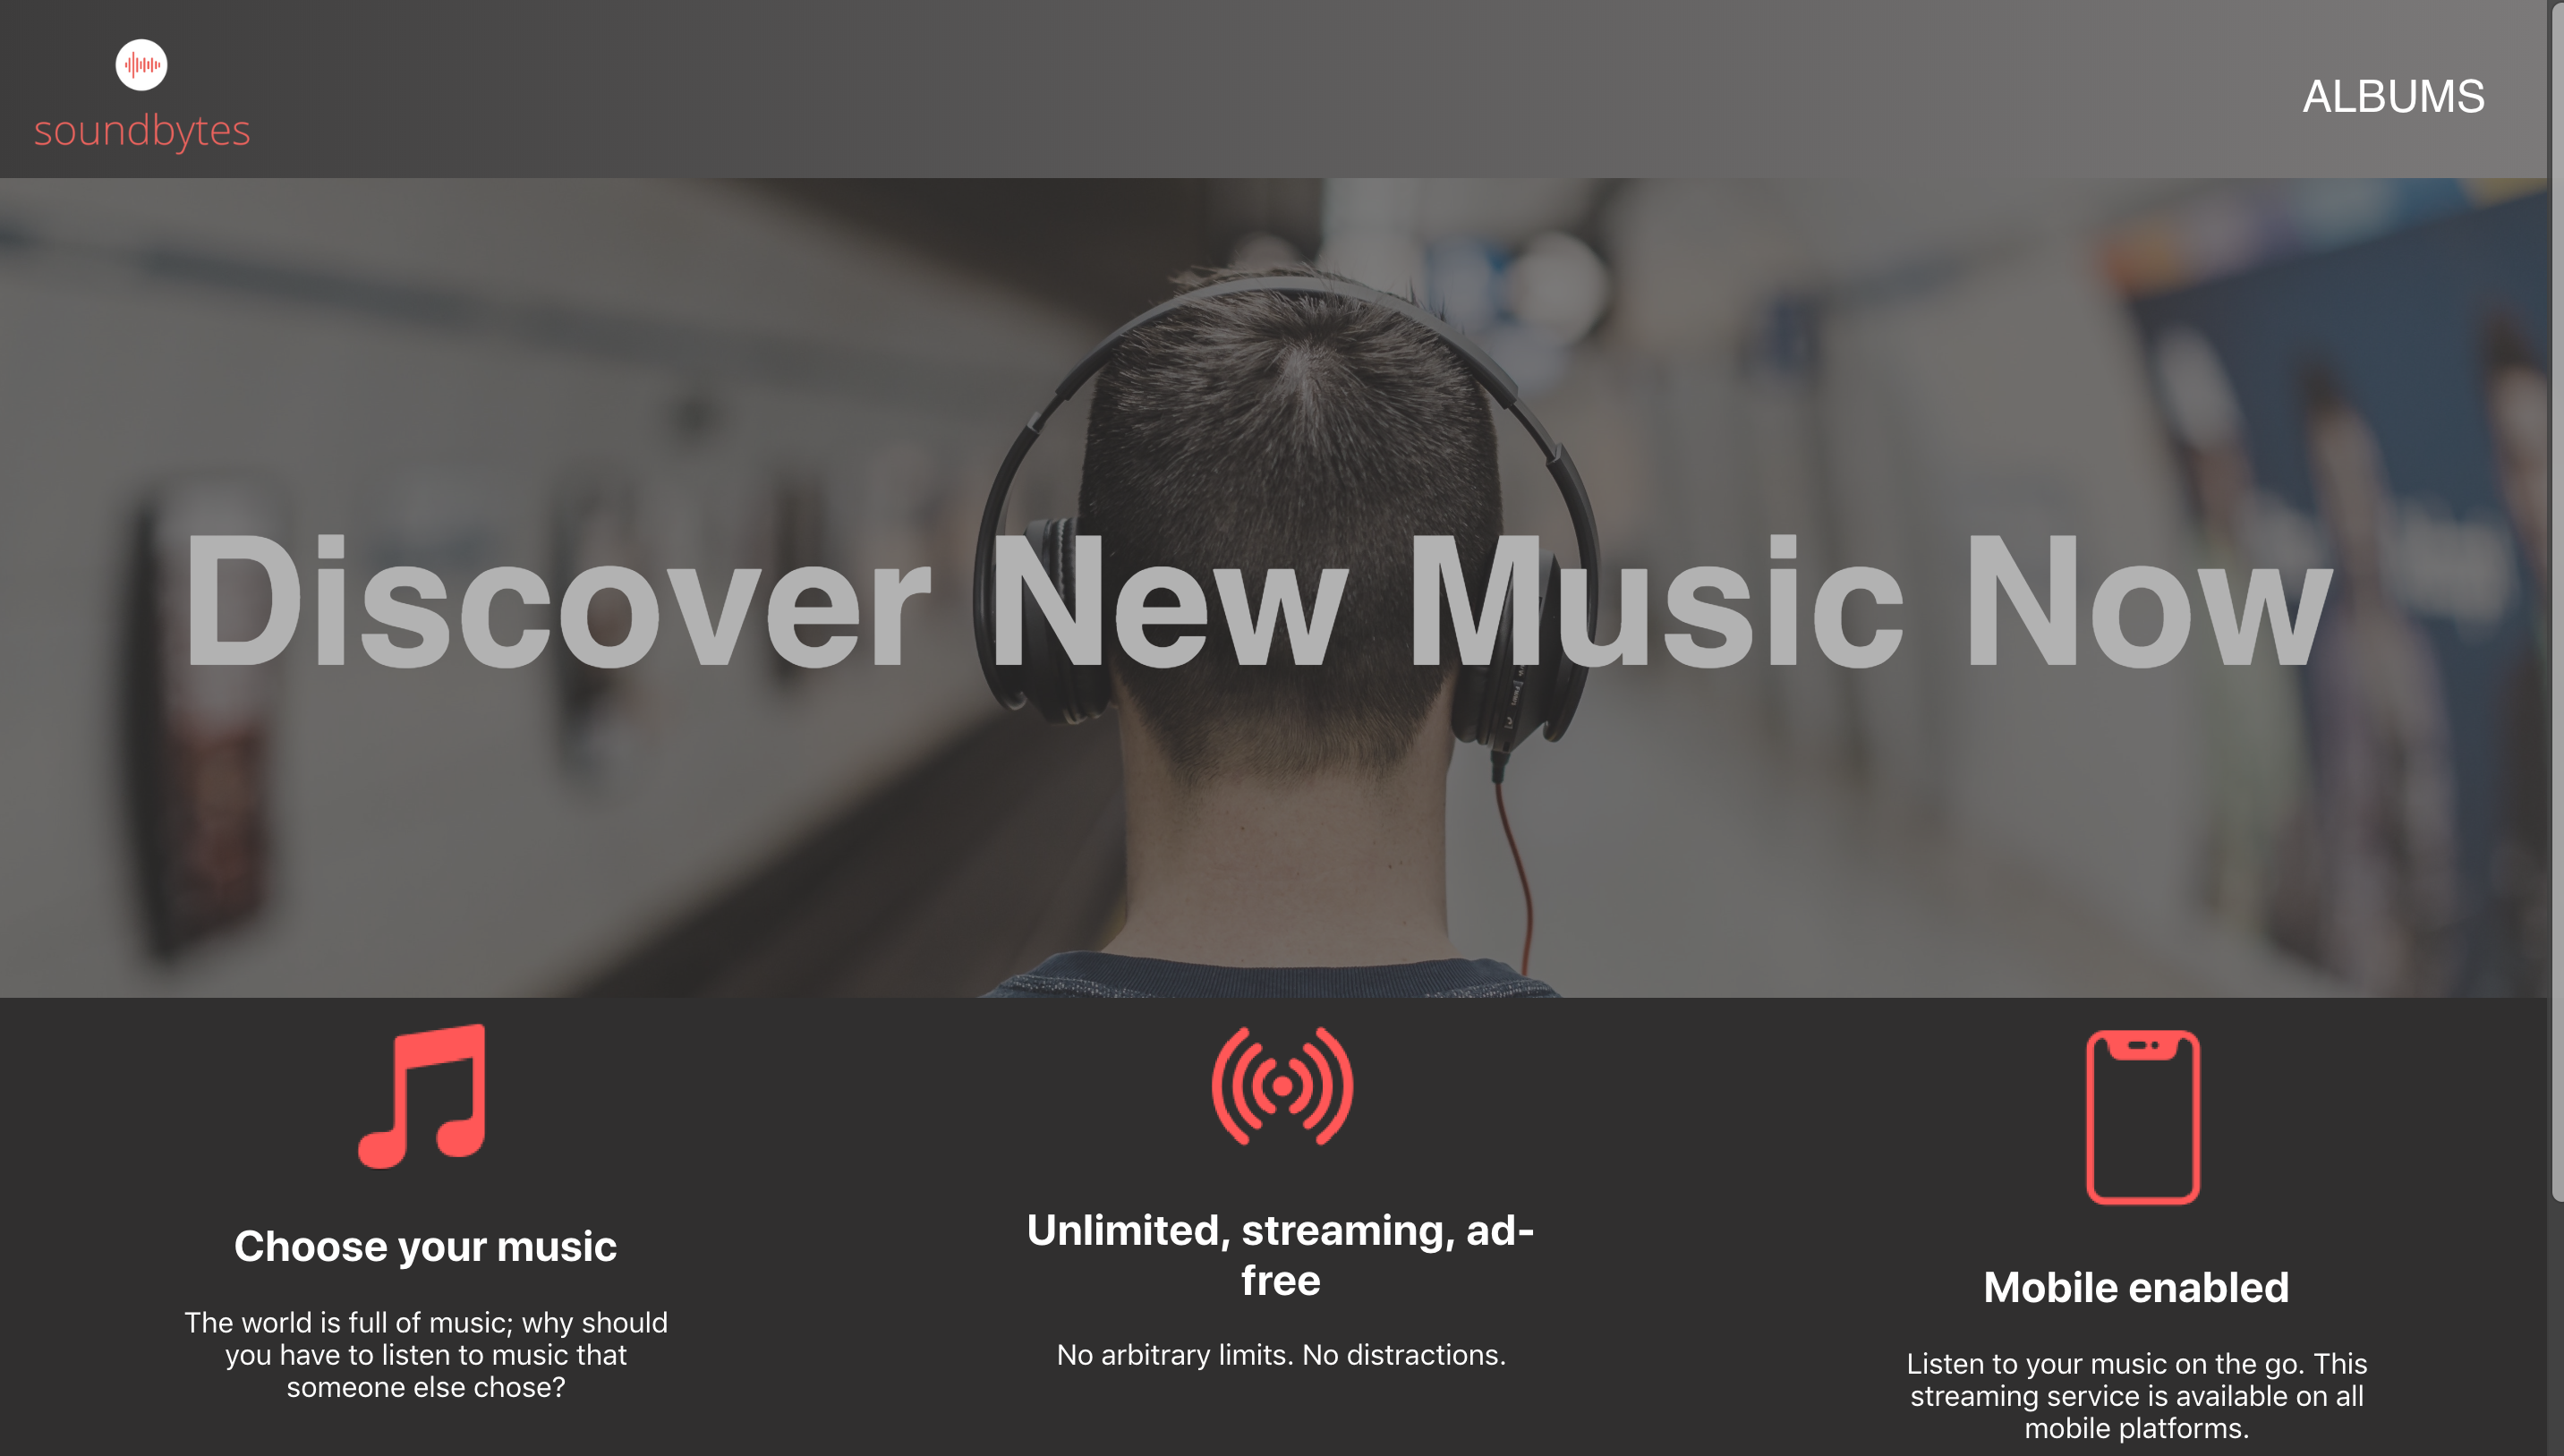 soundbytes
ALBUMS
Discover New Music Now
Choose your music
The world is full of music; why should
you have to listen to music that
someone else chose?
Unlimited, streaming, ad-
free
No arbitrary limits. No distractions.
Mobile enabled
Listen to your music on the go. This
streaming service is available on all
mobile platforms.